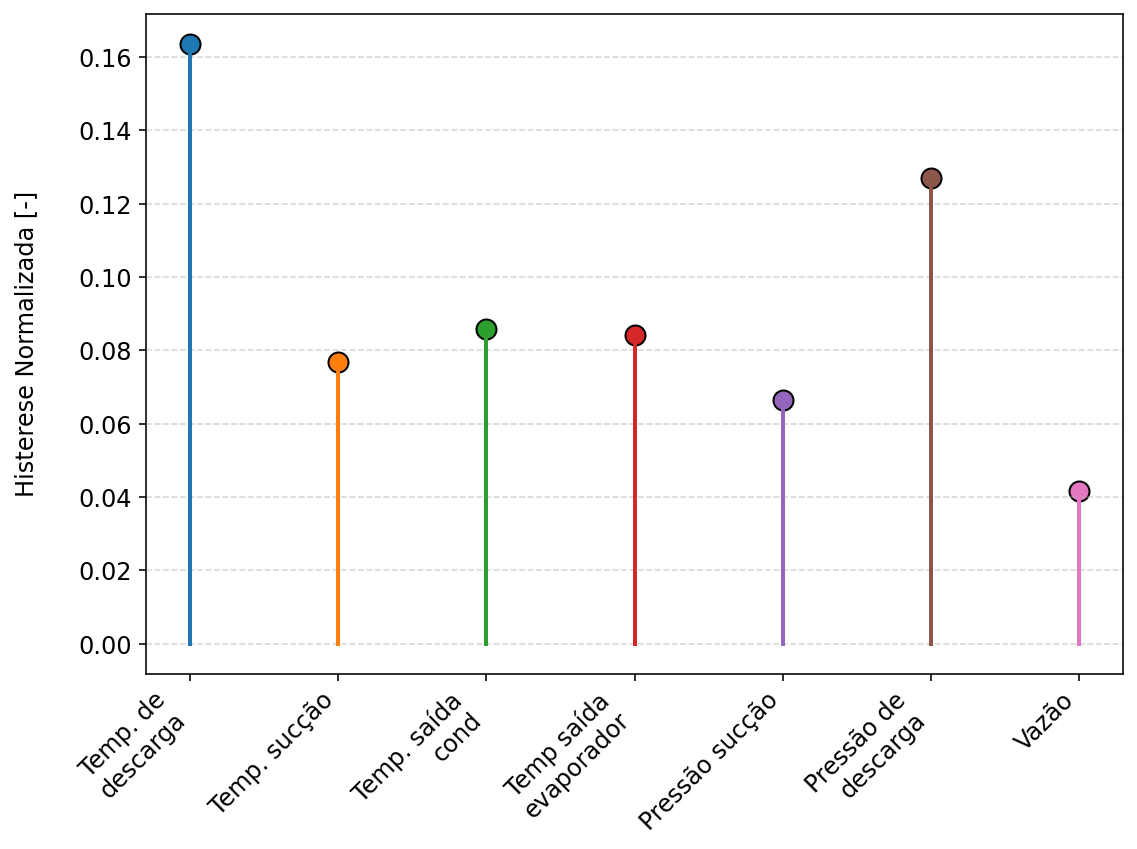 Histerese Normalizada [-]
0.16
0.14
0.12
0.10
0.08
0.06
0.04
0.02
0.00
Temp. de
descarga
Temp. sucção
Temp. saída
cond
Temp saída
evaporador
Pressão sucção
Pressão de
descarga
Vazão